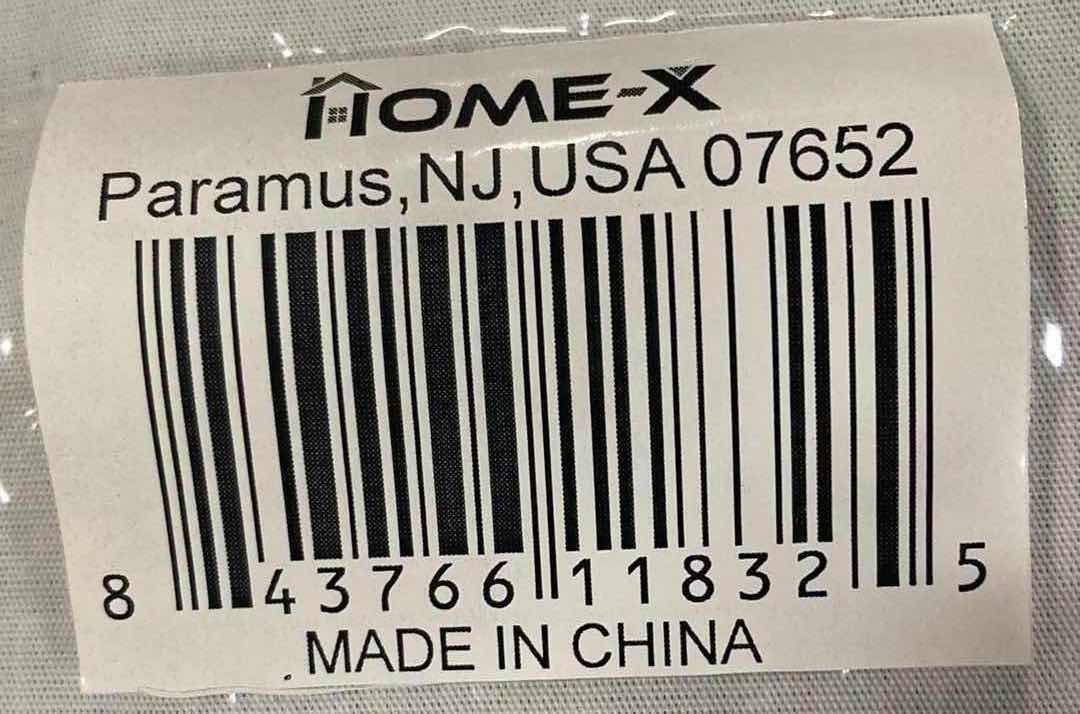 HOME-X
Paramus, NJ, USA 07652
8 43766 11832 5
MADE IN CHINA